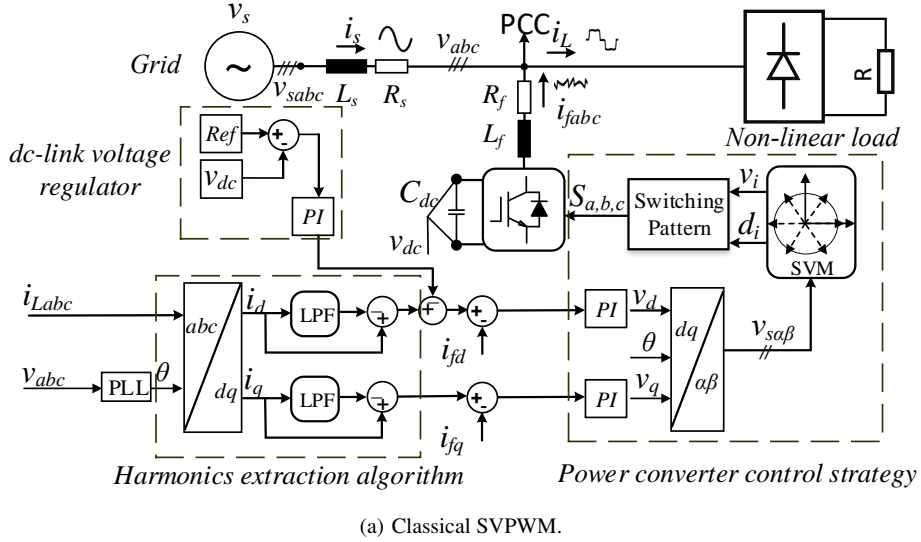 v_s
i_s
PCC
i_L
v_abc
Grid
~
v_sabc
L_s
R_s
R_f
i_fabc
R
L_f
Non-linear load
dc-link voltage
regulator
Ref
+
-
v_dc
PI
C_dc
v_dc
S_a,b,c
Switching
Pattern
v_i
d_i
SVM
i_Labc
abc
i_d
LPF
−
+
+
−
+
-
i_fd
PI
v_d
dq
θ
v_sαβ
v_abc
PLL
θ
dq
i_q
LPF
−
+
+
-
i_fq
PI
v_q
αβ
Harmonics extraction algorithm
Power converter control strategy
(a) Classical SVPWM.